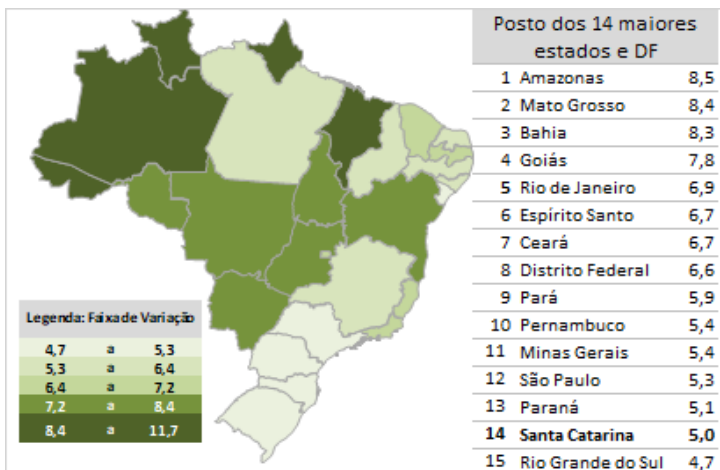 Posto dos 14 maiores
estados e DF
1 Amazonas 8,5
2 Mato Grosso 8,4
3 Bahia 8,3
4 Goiás 7,8
5 Rio de Janeiro 6,9
6 Espírito Santo 6,7
7 Ceará 6,7
8 Distrito Federal 6,6
9 Pará 5,9
10 Pernambuco 5,4
11 Minas Gerais 5,4
12 São Paulo 5,3
13 Paraná 5,1
14 Santa Catarina 5,0
15 Rio Grande do Sul 4,7
Legenda: Faixa de Variação
4,7 a 5,3
5,3 a 6,4
6,4 a 7,2
7,2 a 8,4
8,4 a 11,7